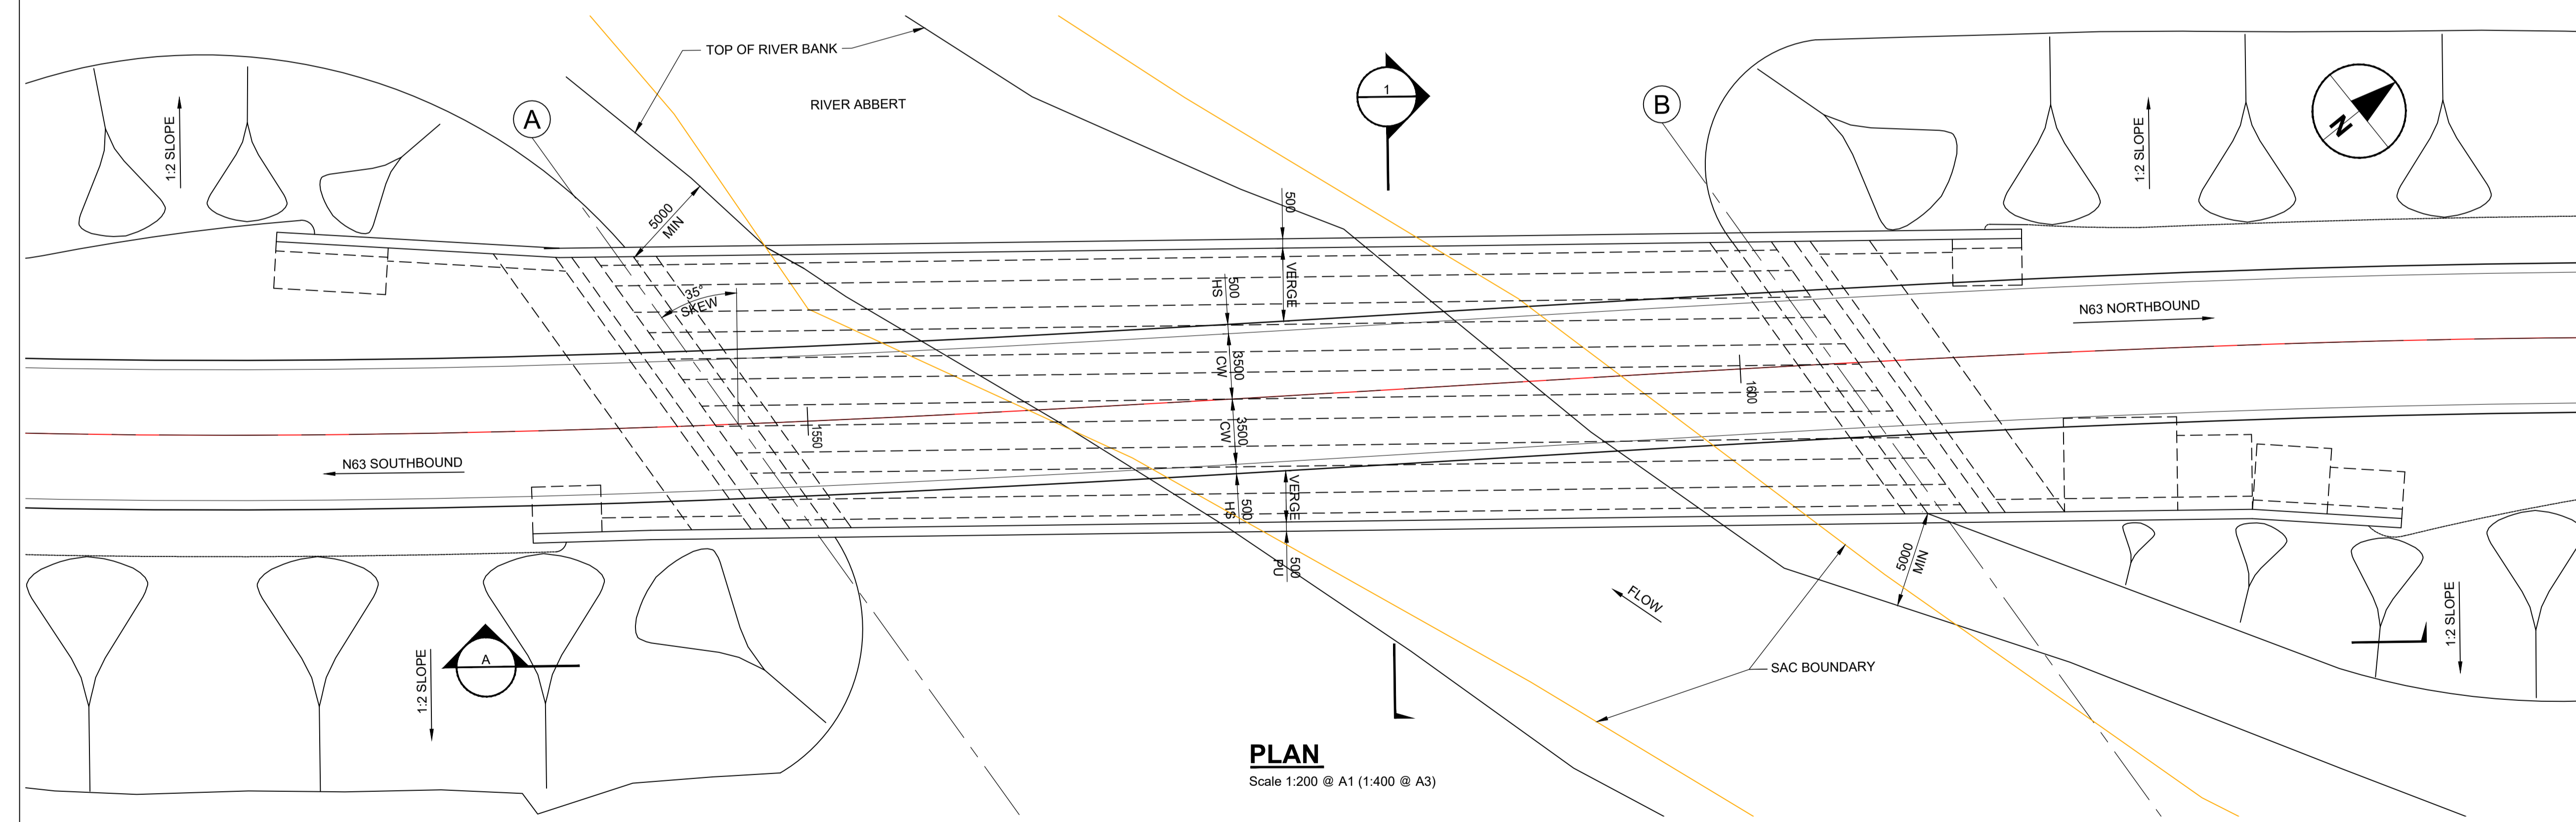 TOP OF RIVER BANK
RIVER ABBERT
1
A
B
N
1:2 SLOPE
1:2 SLOPE
5000
MIN
500
VERGE
500
HS
35°
SKEW
3500
CW
3500
CW
1550
1600
N63 NORTHBOUND
N63 SOUTHBOUND
VERGE
500
HS
500
PU
5000
MIN
FLOW
SAC BOUNDARY
1:2 SLOPE
1:2 SLOPE
A
PLAN
Scale 1:200 @ A1 (1:400 @ A3)